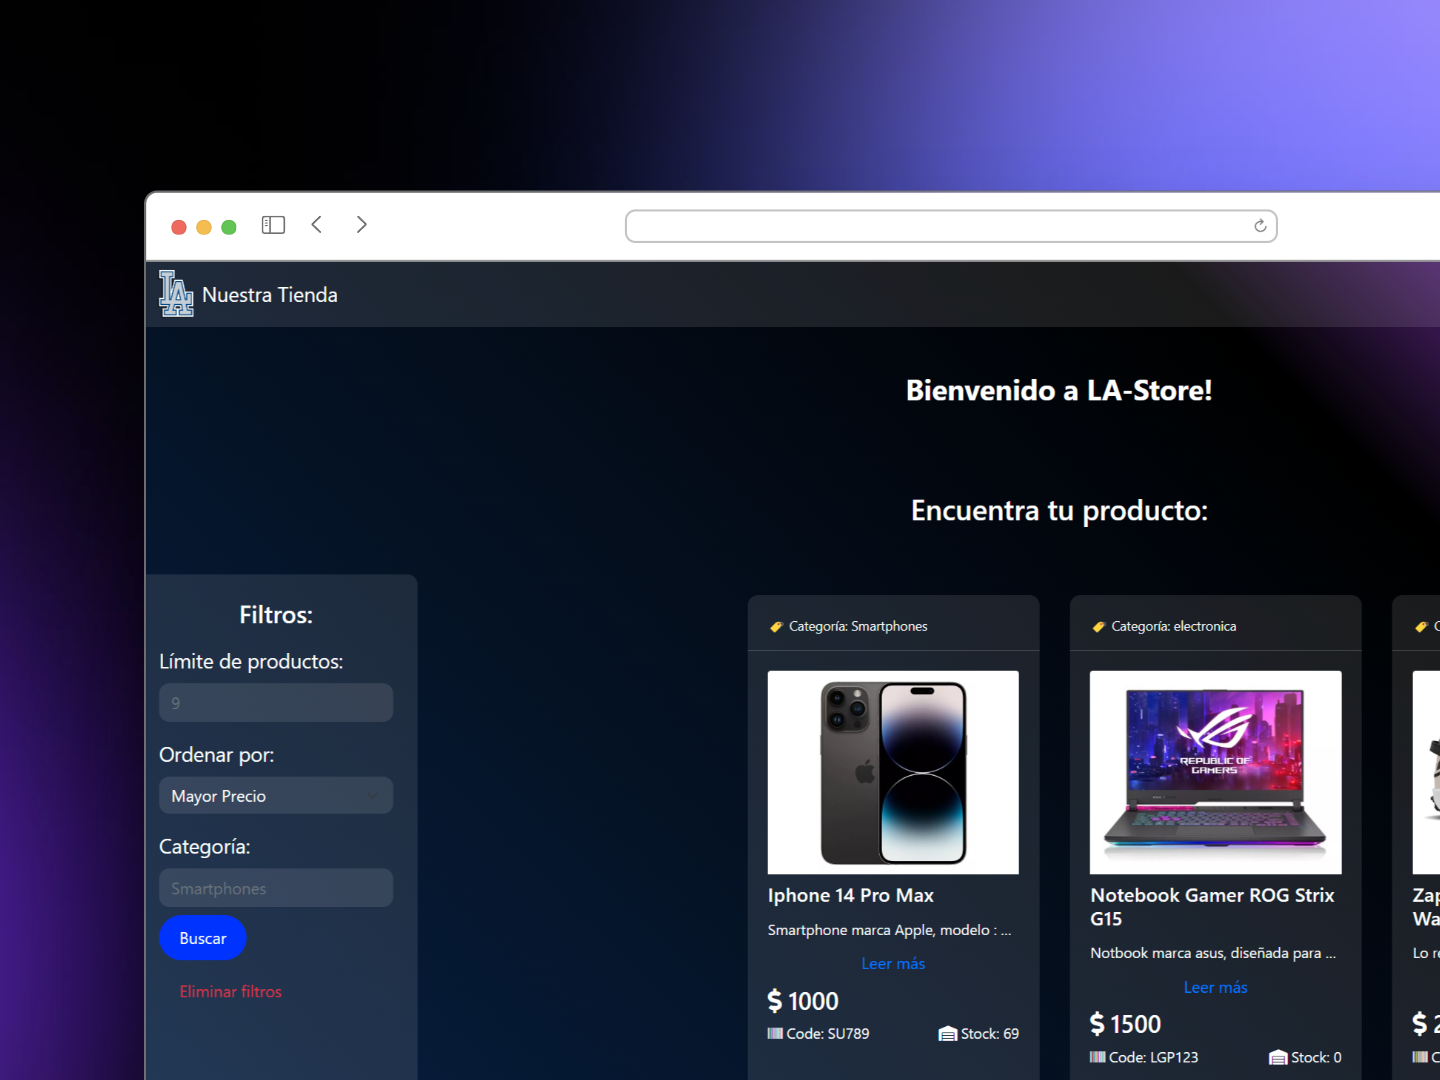 LA
Nuestra Tienda
Bienvenido a LA-Store!
Encuentra tu producto:
Filtros:
Límite de productos:
9
Ordenar por:
Mayor Precio
Categoría:
Smartphones
Buscar
Eliminar filtros
Categoría: Smartphones
Iphone 14 Pro Max
Smartphone marca Apple, modelo : ...
Leer más
$ 1000
Code: SU789
Stock: 69
Categoría: electronica
REPUBLIC OF
GAMERS
Notebook Gamer ROG Strix
G15
Notbook marca asus, diseñada para ...
Leer más
$ 1500
Code: LGP123
Stock: 0
C
Zap
Wa
Lo re
$ 2
C